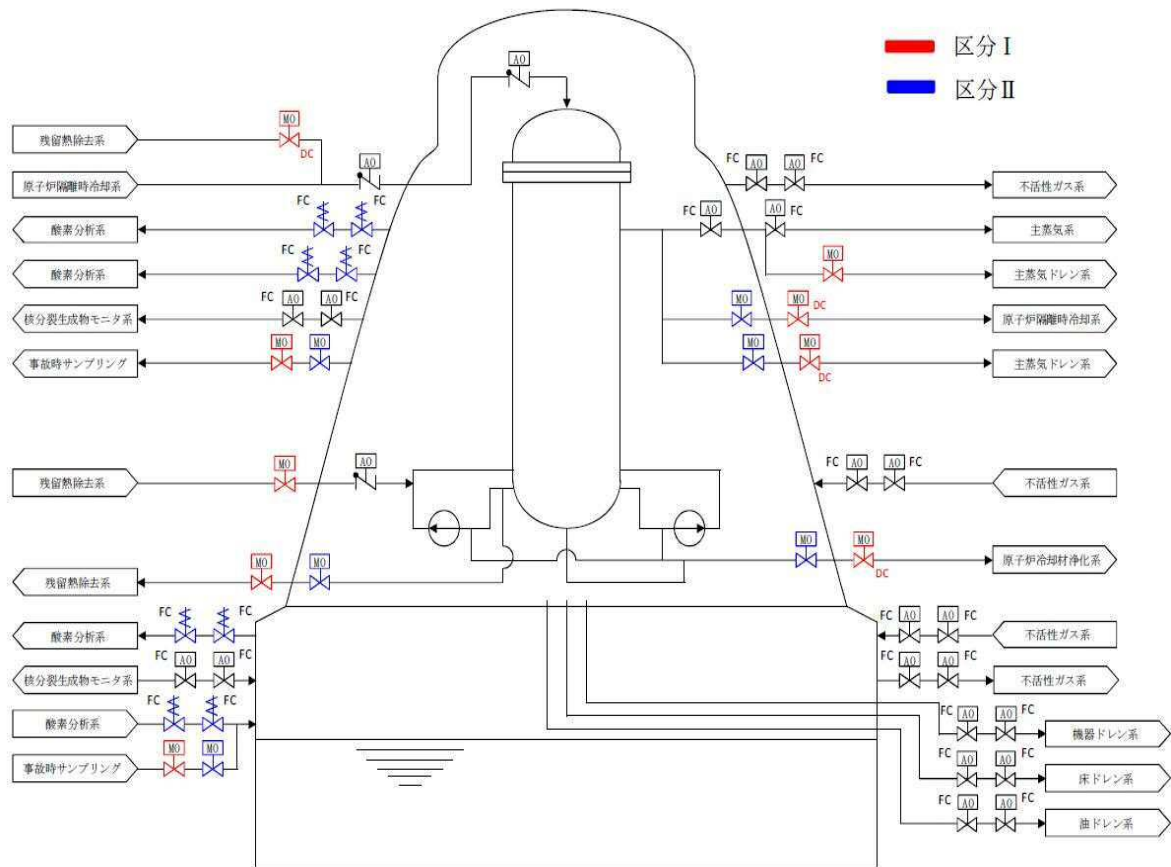 区分Ⅰ
区分Ⅱ
AO
残留熱除去系
MO
DC
原子炉隔離時冷却系
AO
酸素分析系
FC
FC
酸素分析系
FC
核分裂生成物モニタ系
FC
AO
AO
FC
事故時サンプリング
MO
MO
FC
AO
AO
FC
不活性ガス系
FC
AO
AO
FC
主蒸気系
MO
主蒸気ドレン系
MO
MO
DC
原子炉隔離時冷却系
MO
MO
DC
主蒸気ドレン系
残留熱除去系
MO
AO
FC
AO
AO
FC
不活性ガス系
MO
MO
DC
原子炉冷却材浄化系
残留熱除去系
MO
MO
酸素分析系
FC
FC
核分裂生成物モニタ系
FC
AO
AO
FC
酸素分析系
FC
FC
事故時サンプリング
MO
MO
FC
AO
AO
FC
不活性ガス系
FC
AO
AO
FC
不活性ガス系
FC
AO
AO
FC
機器ドレン系
FC
AO
AO
FC
床ドレン系
FC
AO
AO
FC
油ドレン系